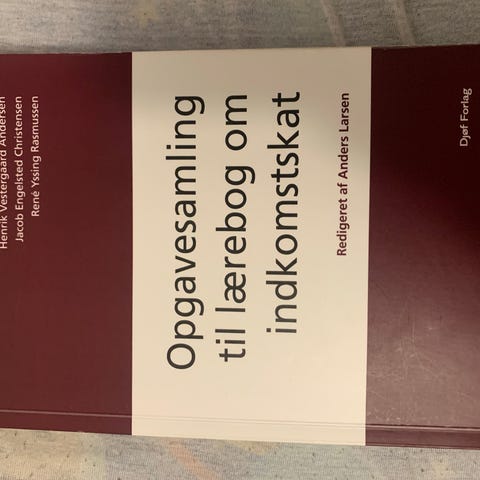 Henrik Vestergaard Andersen
Jacob Engelsted Christensen
René Yssing Rasmussen
Opgavesamling
til lærebog om
indkomstskat
Redigeret af Anders Larsen
Djøf Forlag